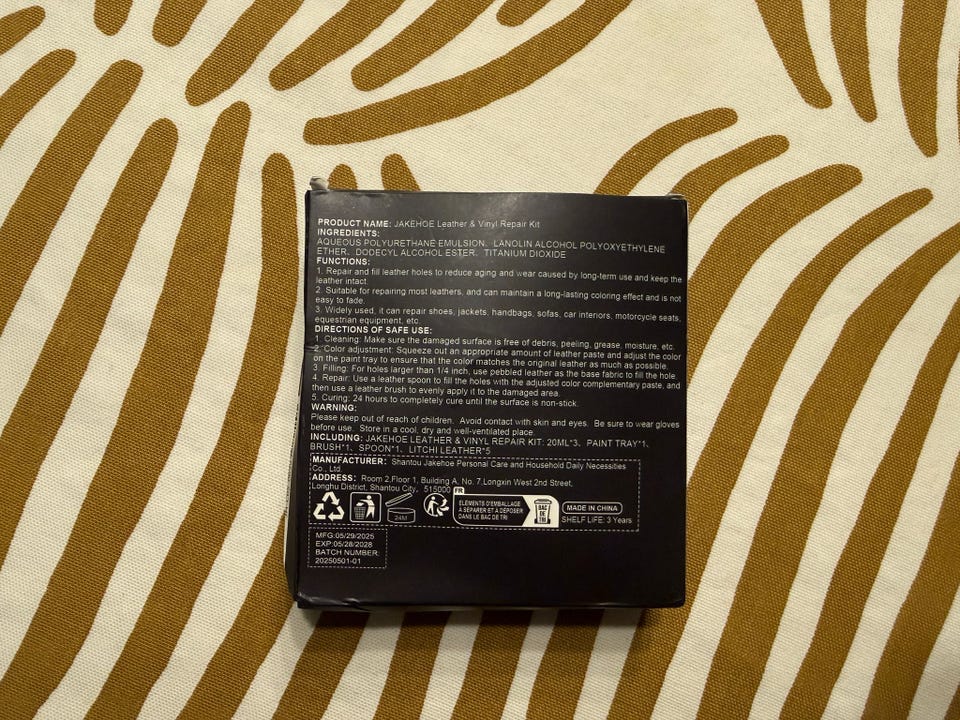 PRODUCT NAME: JAKEHOE Leather & Vinyl Repair Kit
INGREDIENTS:
AQUEOUS POLYURETHANE EMULSION、LANOLIN ALCOHOL POLYOXYETHYLENE
ETHER、DODECYL ALCOHOL ESTER、TITANIUM DIOXIDE
FUNCTIONS:
1. Repair and fill leather holes to reduce aging and wear caused by long-term use and keep the
leather intact.
2. Suitable for repairing most leathers, and can maintain a long-lasting coloring effect and is not
easy to fade.
3. Widely used, it can repair shoes, jackets, handbags, sofas, car interiors, motorcycle seats,
equestrian equipment, etc.
DIRECTIONS OF SAFE USE:
1. Cleaning: Make sure the damaged surface is free of debris, peeling, grease, moisture, etc.
2. Color adjustment: Squeeze out an appropriate amount of leather paste and adjust the color
on the paint tray to ensure that the color matches the original leather as much as possible.
3. Filling: For holes larger than 1/4 inch, use pebbled leather as the base fabric to fill the hole.
4. Repair: Use a leather spoon to fill the holes with the adjusted color complementary paste, and
then use a leather brush to evenly apply it to the damaged area.
5. Curing: 24 hours to completely cure until the surface is non-stick.
WARNING:
Please keep out of reach of children. Avoid contact with skin and eyes. Be sure to wear gloves
before use. Store in a cool, dry and well-ventilated place.
INCLUDING: JAKEHOE LEATHER & VINYL REPAIR KIT: 20ML*3、PAINT TRAY*1、
BRUSH*1、SPOON*1、LITCHI LEATHER*5
MANUFACTURER: Shantou Jakehoe Personal Care and Household Daily Necessities
Co., Ltd.
ADDRESS: Room 2,Floor 1, Building A, No. 7,Longxin West 2nd Street,
Longhu District, Shantou City, 515000
24M
FR
ÉLÉMENTS D'EMBALLAGE
À SÉPARER ET À DÉPOSER
DANS LE BAC DE TRI
BAC
DE
TRI
MADE IN CHINA
SHELF LIFE: 3 Years
MFG:05/29/2025
EXP:05/28/2028
BATCH NUMBER:
20250501-01